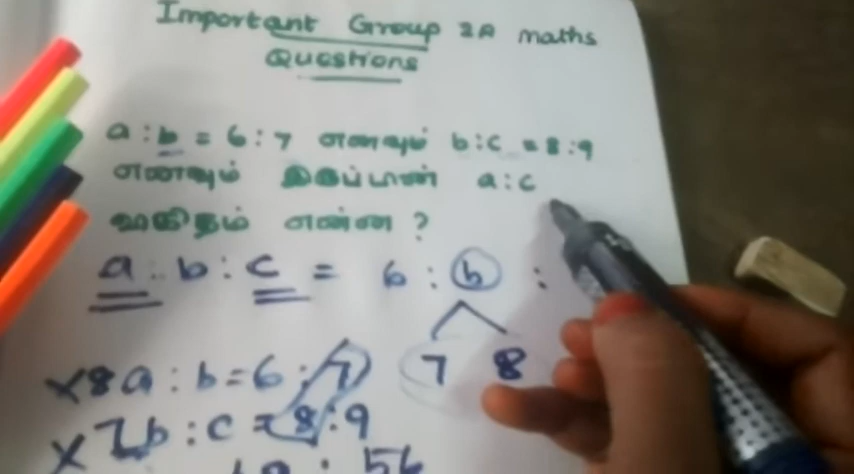 Important Group 2A maths
Questions
a : b = 6 : 7 எனவும் b : c = 8 : 9
எனவும் இருப்பின் a : c
விகிதம் என்ன ?
a : b : c = 6 : b :
7 8
×8 a : b = 6 : 7
×7 b : c = 8 : 9
: 56